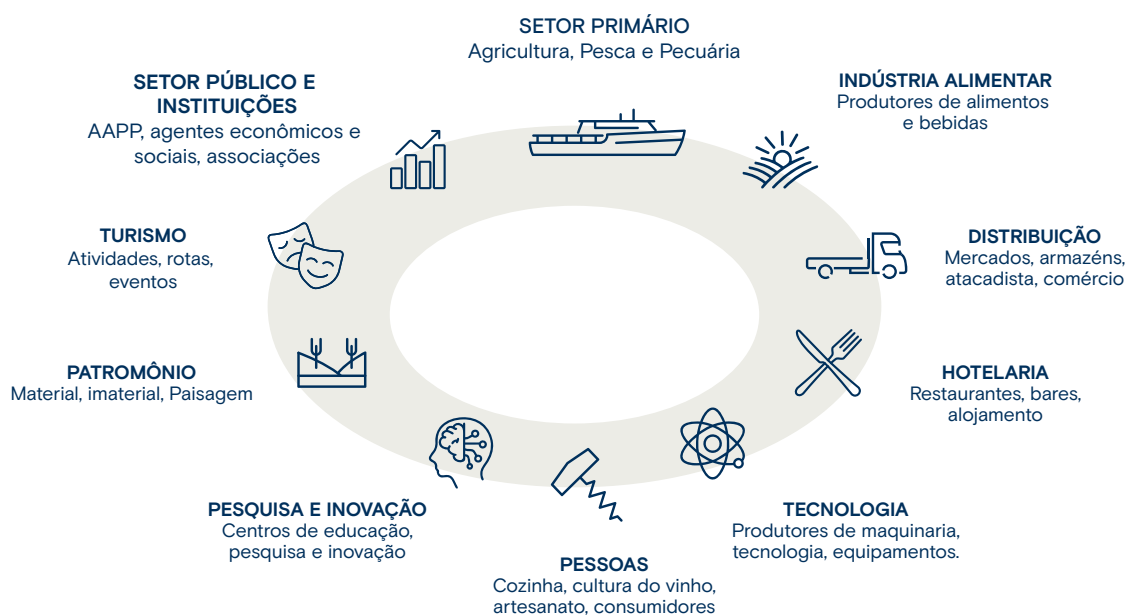 SETOR PRIMÁRIO
Agricultura, Pesca e Pecuária
INDÚSTRIA ALIMENTAR
Produtores de alimentos
e bebidas
DISTRIBUIÇÃO
Mercados, armazéns,
atacadista, comércio
HOTELARIA
Restaurantes, bares,
alojamento
TECNOLOGIA
Produtores de maquinaria,
tecnologia, equipamentos.
PESSOAS
Cozinha, cultura do vinho,
artesanato, consumidores
PESQUISA E INOVAÇÃO
Centros de educação,
pesquisa e inovação
PATROMÔNIO
Material, imaterial, Paisagem
TURISMO
Atividades, rotas,
eventos
SETOR PÚBLICO E
INSTITUIÇÕES
AAPP, agentes econômicos e
sociais, associações